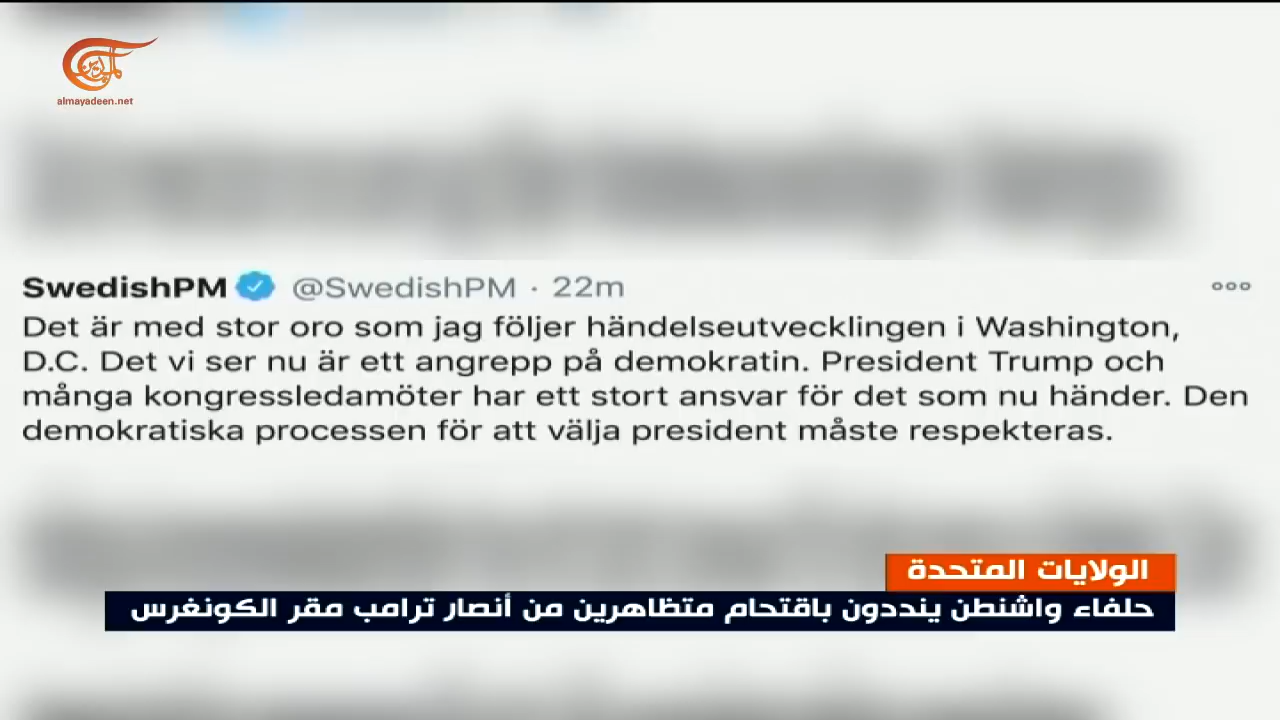 الميادين
almayadeen.net
SwedishPM @SwedishPM · 22m
Det är med stor oro som jag följer händelseutvecklingen i Washington,
D.C. Det vi ser nu är ett angrepp på demokratin. President Trump och
många kongressledamöter har ett stort ansvar för det som nu händer. Den
demokratiska processen för att välja president måste respekteras.
الولايات المتحدة
حلفاء واشنطن ينددون باقتحام متظاهرين من أنصار ترامب مقر الكونغرس